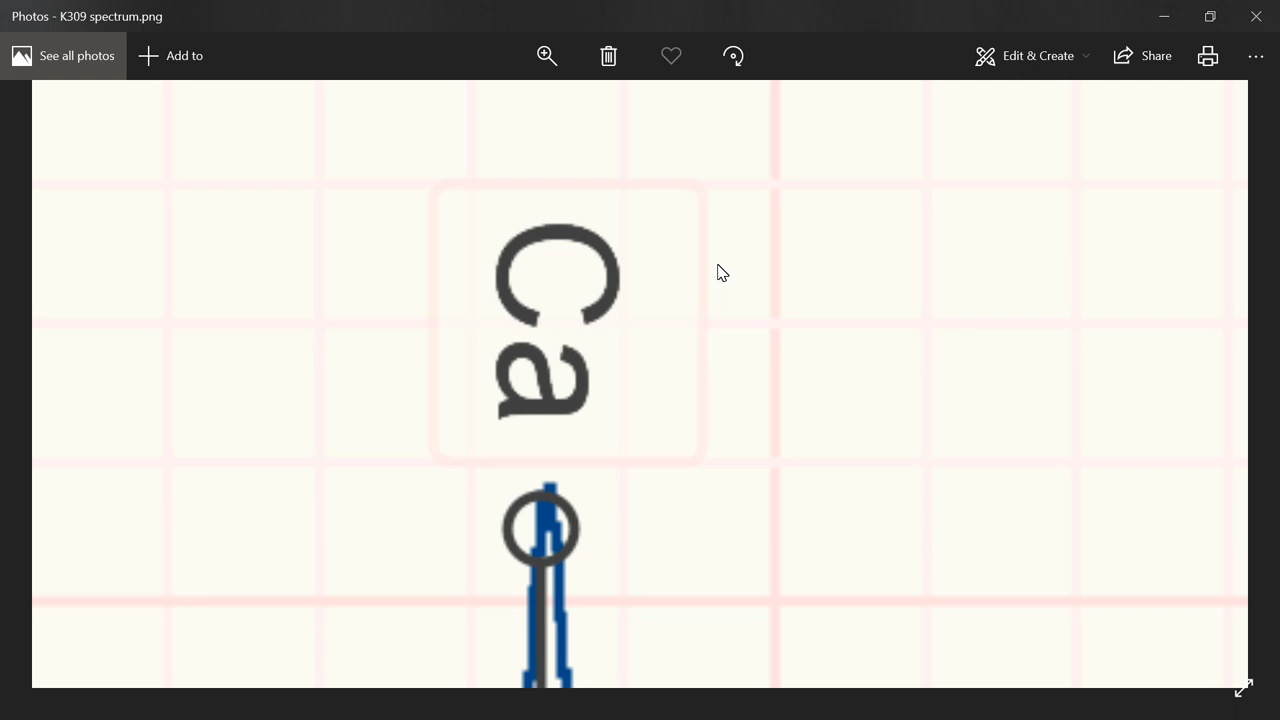 Photos - K309 spectrum.png
See all photos
Add to
Edit & Create
Share
Ca